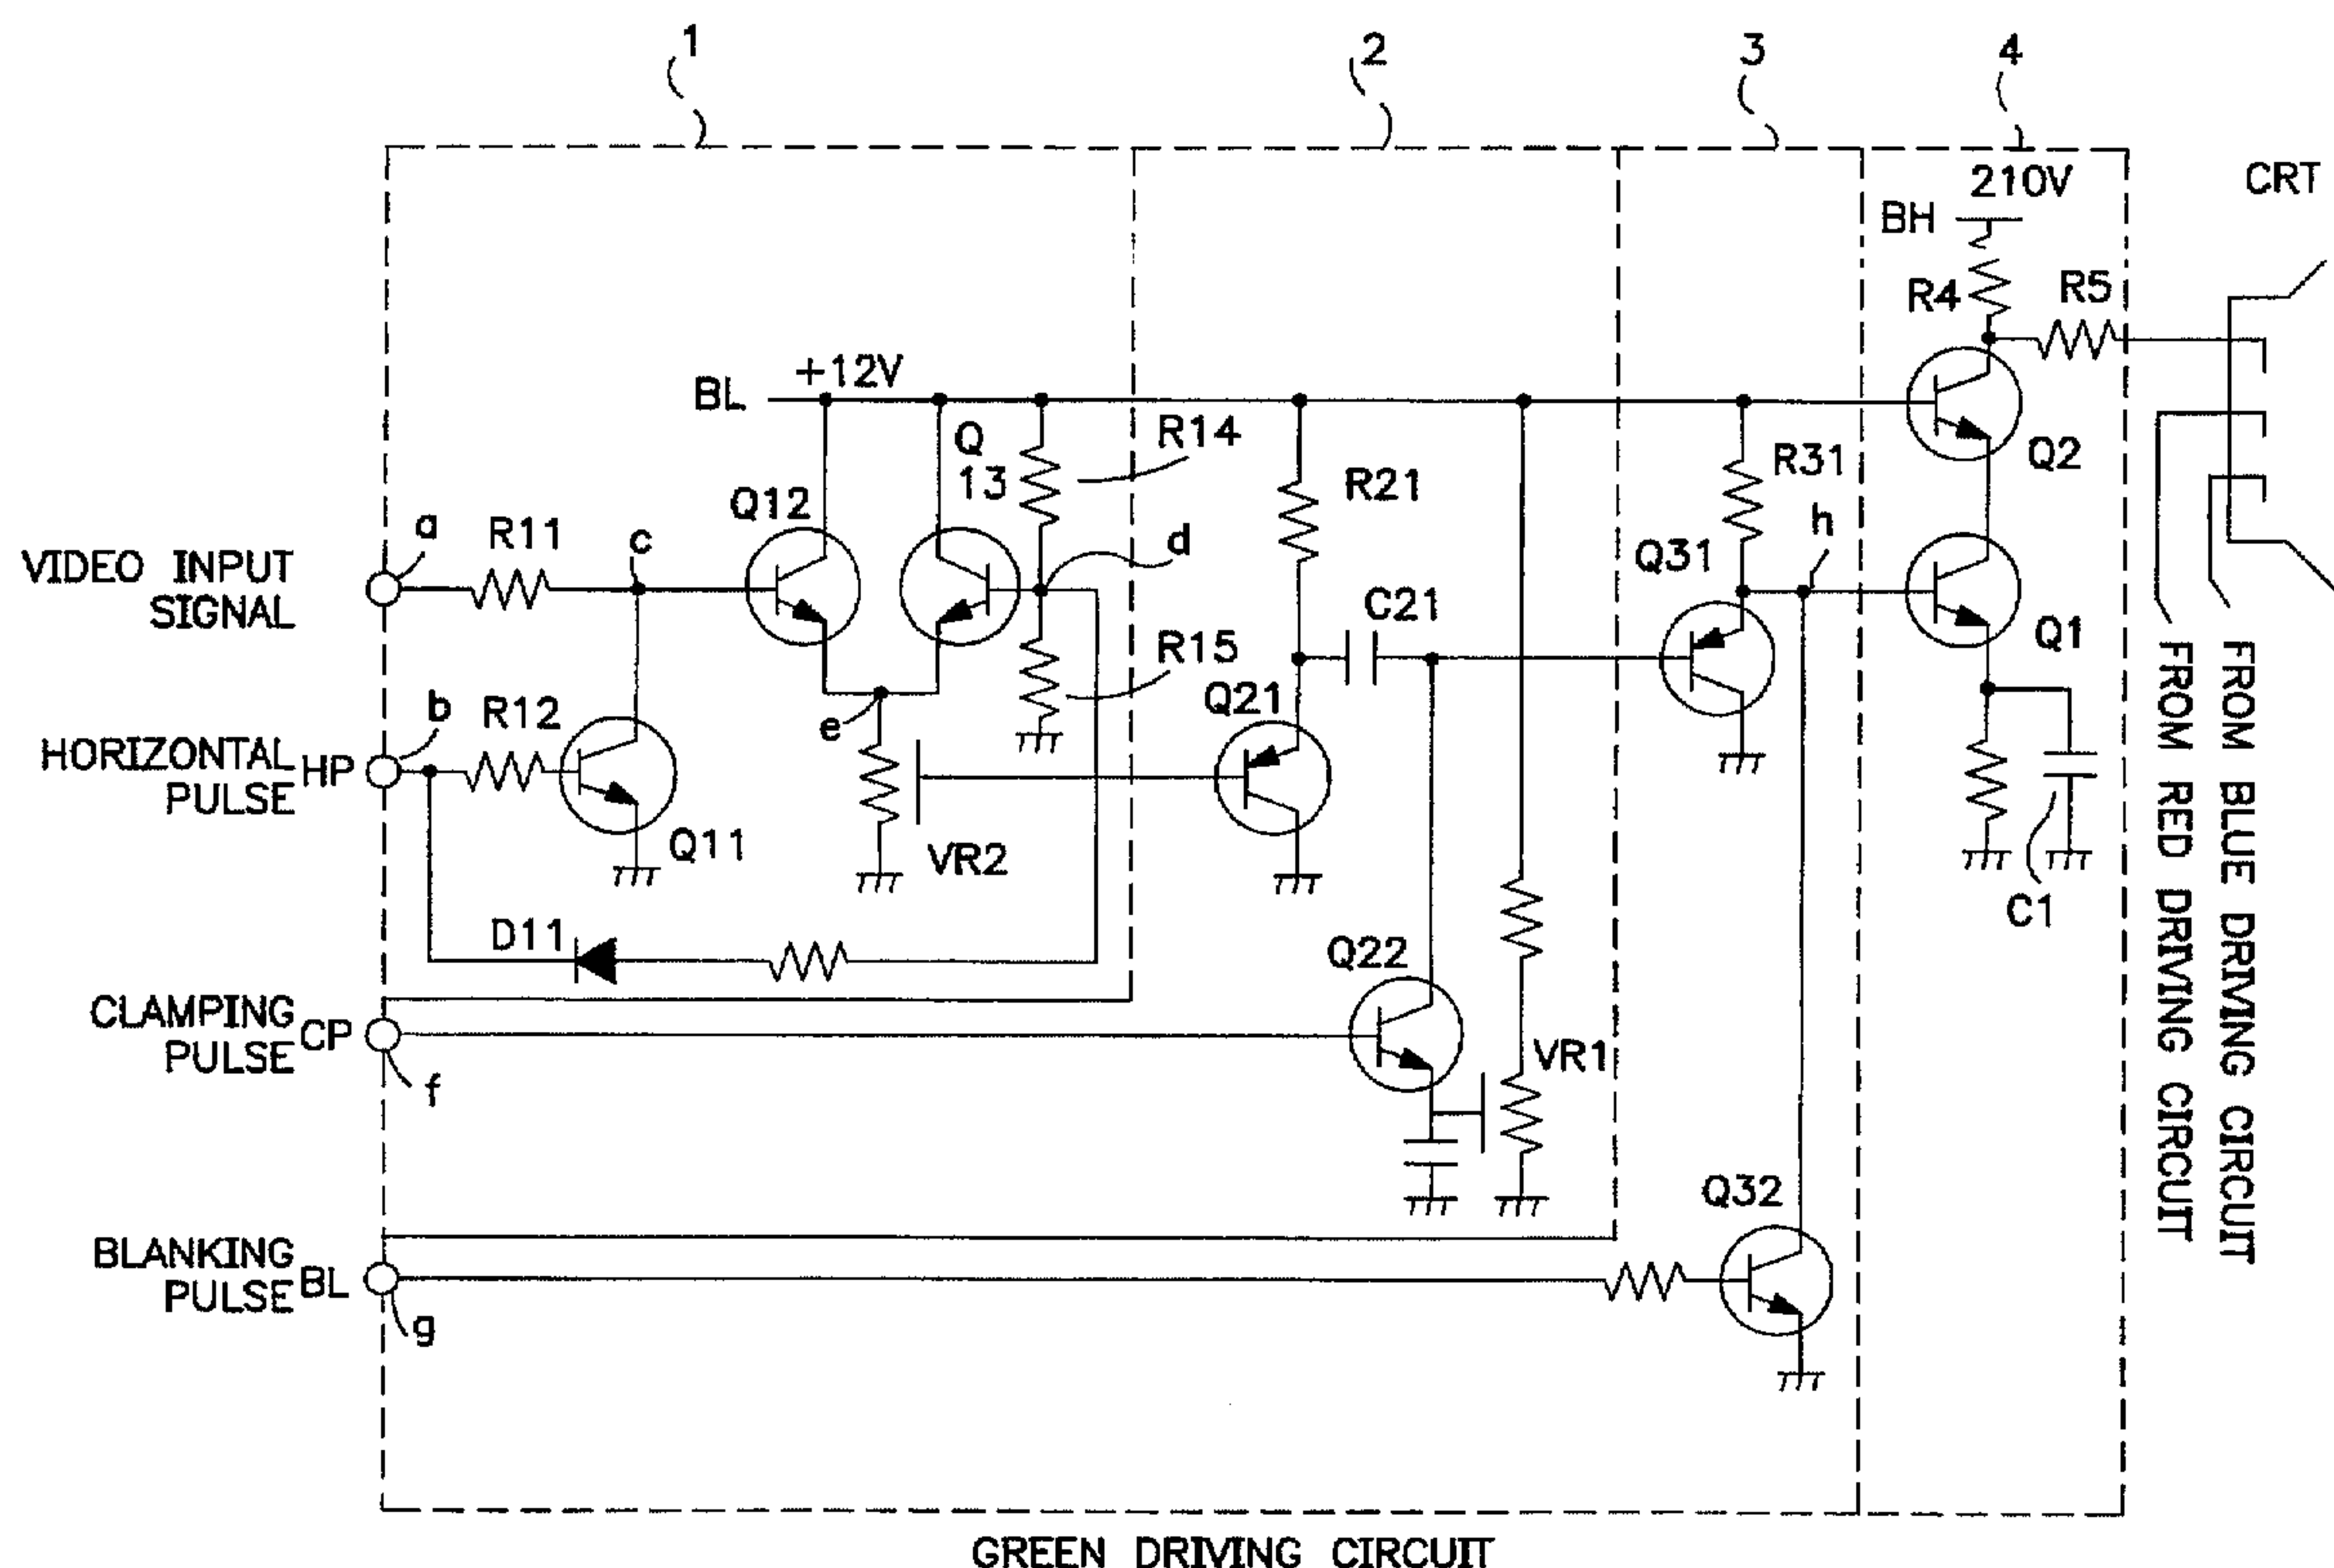 1
2
3
4
210V
BH
CRT
R4
R5
+12V
BL
Q
13
R14
Q2
R31
R21
Q12
a
R11
c
d
h
Q31
VIDEO INPUT
SIGNAL
C21
Q1
R15
b
R12
e
Q21
HORIZONTAL
PULSE
HP
Q11
VR2
C1
D11
Q22
CLAMPING
PULSE
CP
f
VR1
Q32
BLANKING
PULSE
BL
g
FROM RED DRIVING CIRCUIT
FROM BLUE DRIVING CIRCUIT
GREEN DRIVING CIRCUIT